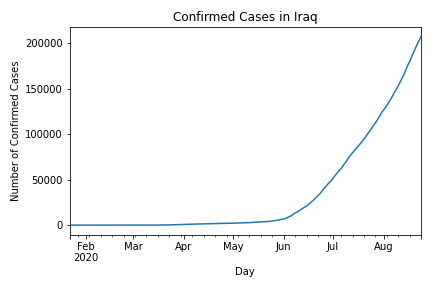 Confirmed Cases in Iraq
Number of Confirmed Cases
200000
150000
100000
50000
0
Feb Mar Apr May Jun Jul Aug
2020
Day